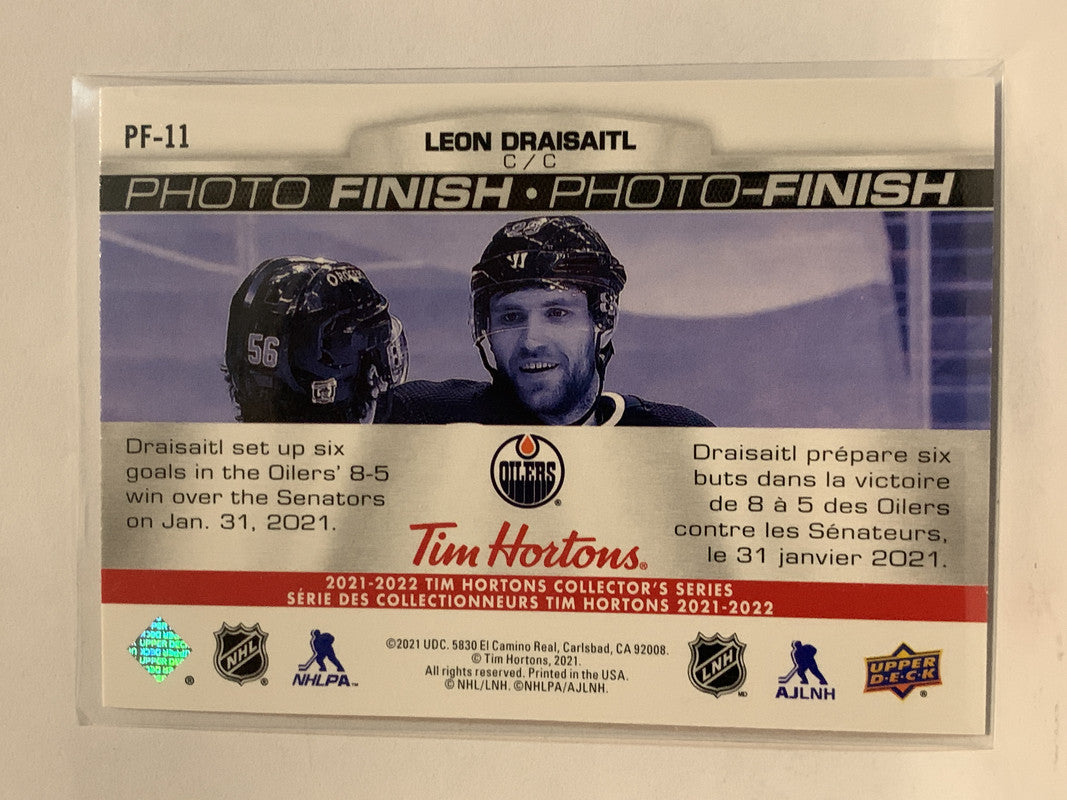 PF-11
LEON DRAISAITL
C / C
PHOTO FINISH • PHOTO-FINISH
56
Draisaitl set up six
goals in the Oilers' 8-5
win over the Senators
on Jan. 31, 2021.
OILERS
Draisaitl prépare six
buts dans la victoire
de 8 à 5 des Oilers
contre les Sénateurs,
le 31 janvier 2021.
Tim Hortons®
2021-2022 TIM HORTONS COLLECTOR'S SERIES
SÉRIE DES COLLECTIONNEURS TIM HORTONS 2021-2022
UPPER DECK
NHL
NHLPA™
©2021 UDC. 5830 El Camino Real, Carlsbad, CA 92008.
© Tim Hortons, 2021.
All rights reserved. Printed in the USA.
© NHL/LNH. ©NHLPA/AJLNH.
LNH
AJLNH
UPPER
D·E·C·K